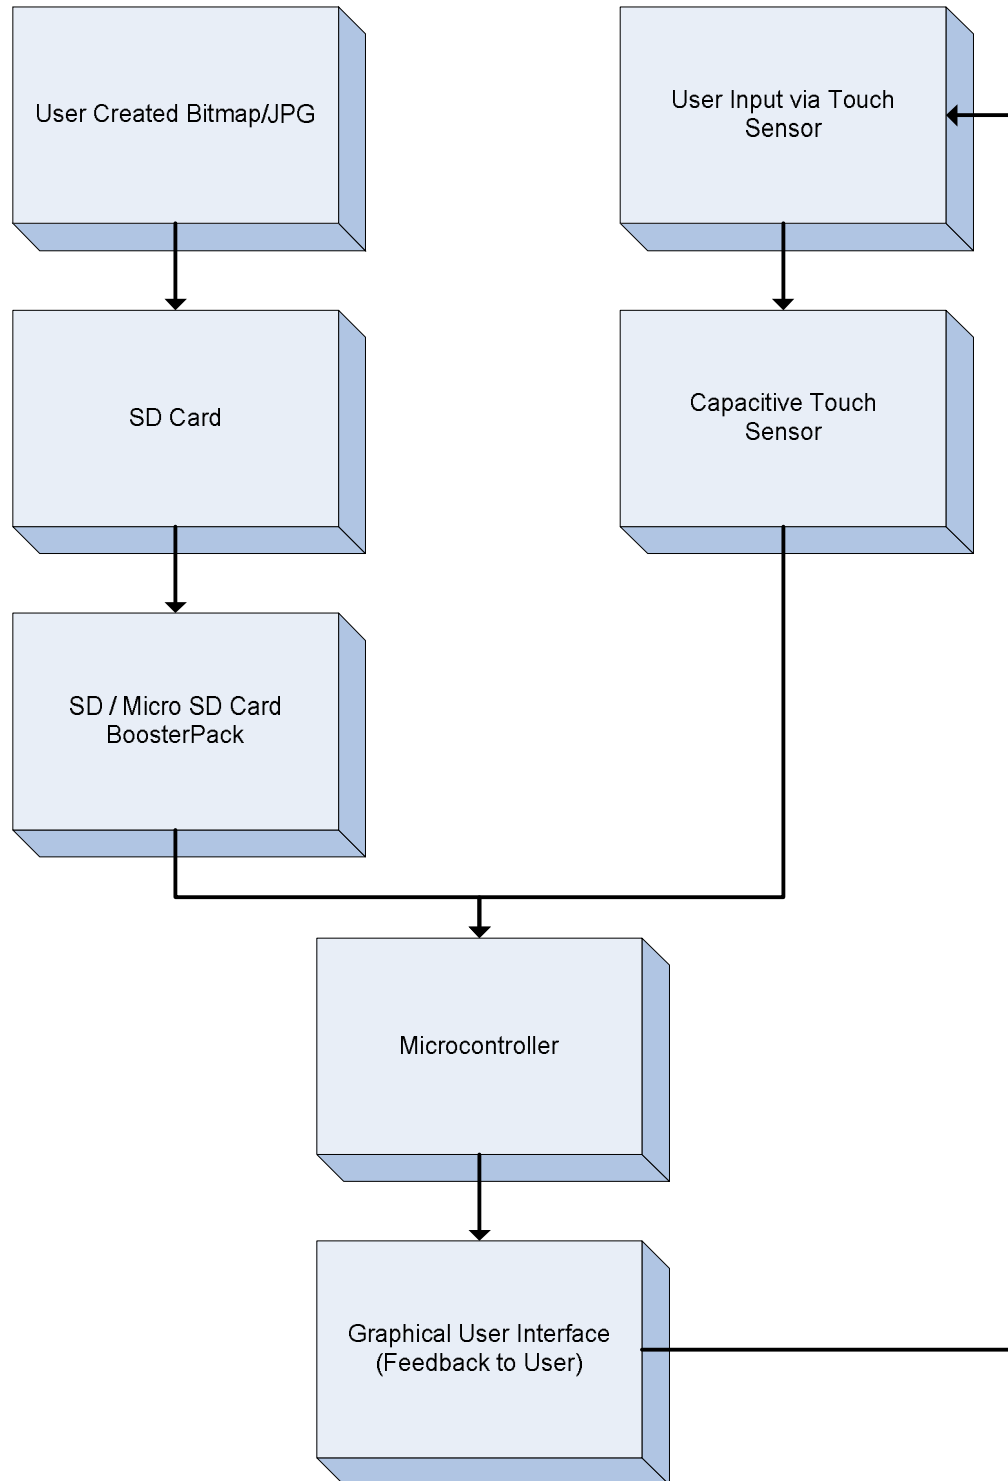 User Created Bitmap/JPG
User Input via Touch
Sensor
SD Card
Capacitive Touch
Sensor
SD / Micro SD Card
BoosterPack
Microcontroller
Graphical User Interface
(Feedback to User)